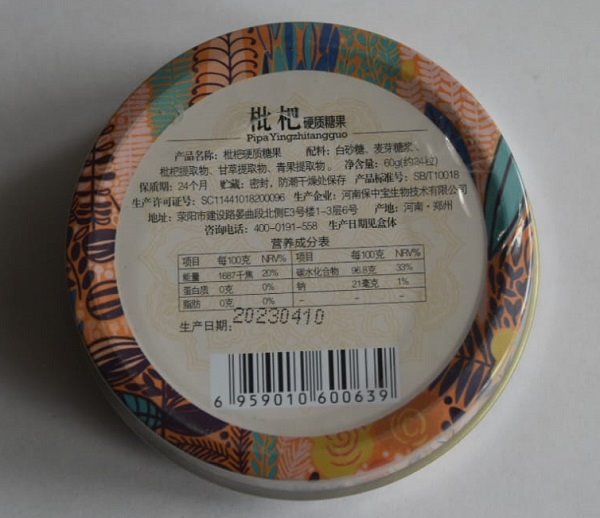 枇杷硬质糖果
Pipa Yingzhitangguo
产品名称：枇杷硬质糖果 配料：白砂糖、麦芽糖浆、
枇杷提取物、甘草提取物、青果提取物。 净含量：60g(约24粒)
保质期：24个月 贮藏：密封，防潮干燥处保存 产品标准号：SB/T10018
生产许可证号：SC11441018200096 生产企业：河南保中宝生物技术有限公司
地址：荥阳市建设路晏曲段北侧E3号楼1-3层6号 产地：河南·郑州
咨询电话：400-0191-558 生产日期见盒体
营养成分表
项目 每100克 NRV% 项目 每100克 NRV%
能量 1687千焦 20% 碳水化合物 96.8克 33%
蛋白质 0克 0% 钠 21毫克 1%
脂肪 0克 0% - - -
生产日期：20230410
6 959010 600639